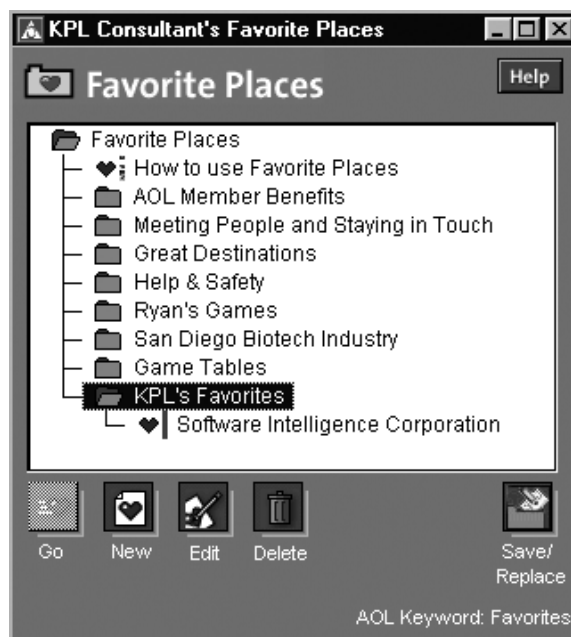 KPL Consultant's Favorite Places
Favorite Places
Help
Favorite Places
How to use Favorite Places
AOL Member Benefits
Meeting People and Staying in Touch
Great Destinations
Help & Safety
Ryan's Games
San Diego Biotech Industry
Game Tables
KPL's Favorites
Software Intelligence Corporation
Go
New
Edit
Delete
Save/
Replace
AOL Keyword: Favorites